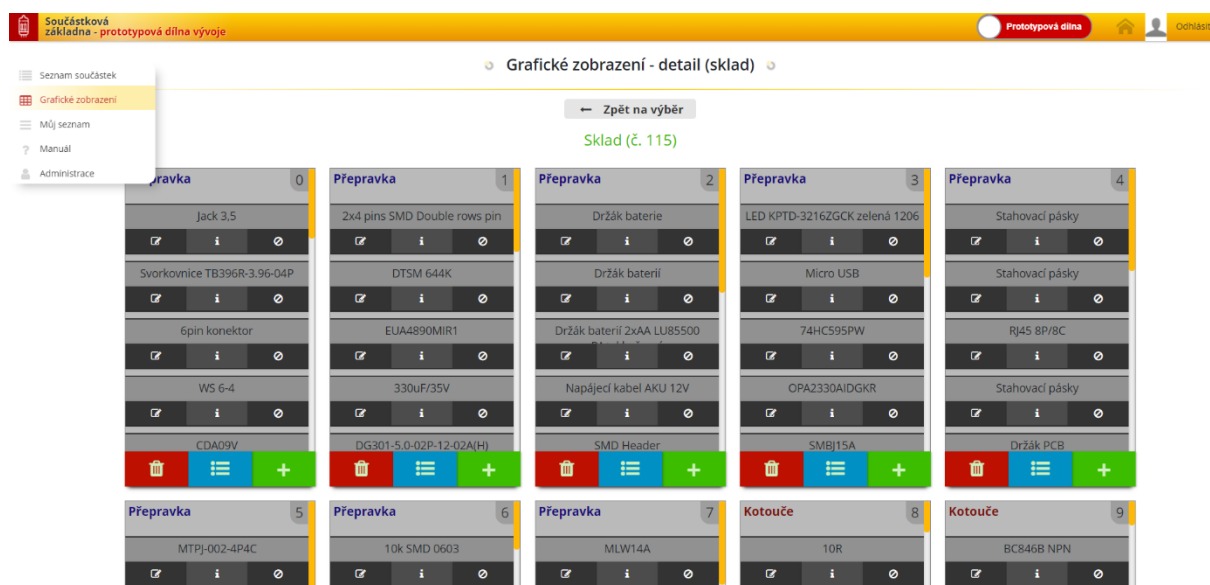 Součástková
základna - prototypová dílna vývoje
Prototypová dílna
Odhlásit
Seznam součástek
Grafické zobrazení
Můj seznam
Manuál
Administrace
Grafické zobrazení - detail (sklad)
← Zpět na výběr
Sklad (č. 115)
pravka 0
Jack 3,5
Svorkovnice TB396R-3.96-04P
6pin konektor
WS 6-4
CDA09V
Přepravka 1
2x4 pins SMD Double rows pin
DTSM 644K
EUA4890MIR1
330uF/35V
DG301-5.0-02P-12-02A(H)
Přepravka 2
Držák baterie
Držák baterií
Držák baterií 2xAA LU85500
Napájecí kabel AKU 12V
SMD Header
Přepravka 3
LED KPTD-3216ZGCK zelená 1206
Micro USB
74HC595PW
OPA2330AIDGKR
SMBJ15A
Přepravka 4
Stahovací pásky
Stahovací pásky
RJ45 8P/8C
Stahovací pásky
Držák PCB
Přepravka 5
MTPJ-002-4P4C
Přepravka 6
10k SMD 0603
Přepravka 7
MLW14A
Kotouče 8
10R
Kotouče 9
BC846B NPN